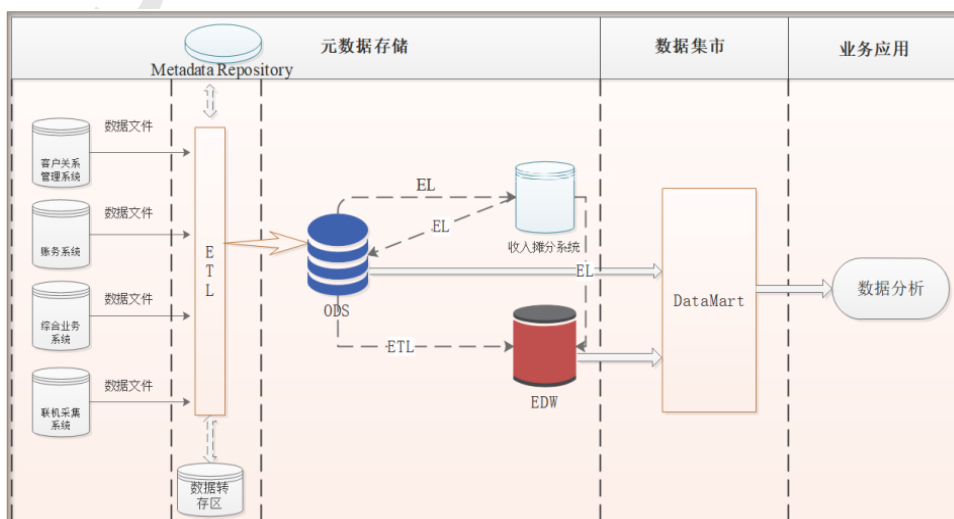 元数据存储
数据集市
业务应用
Metadata Repository
数据文件
客户关系
管理系统
数据文件
账务系统
数据文件
综合业务
系统
数据文件
联机采集
系统
ETL
数据转
存区
ODS
EL
EL
收入摊分系统
EL
ETL
EDW
DataMart
数据分析